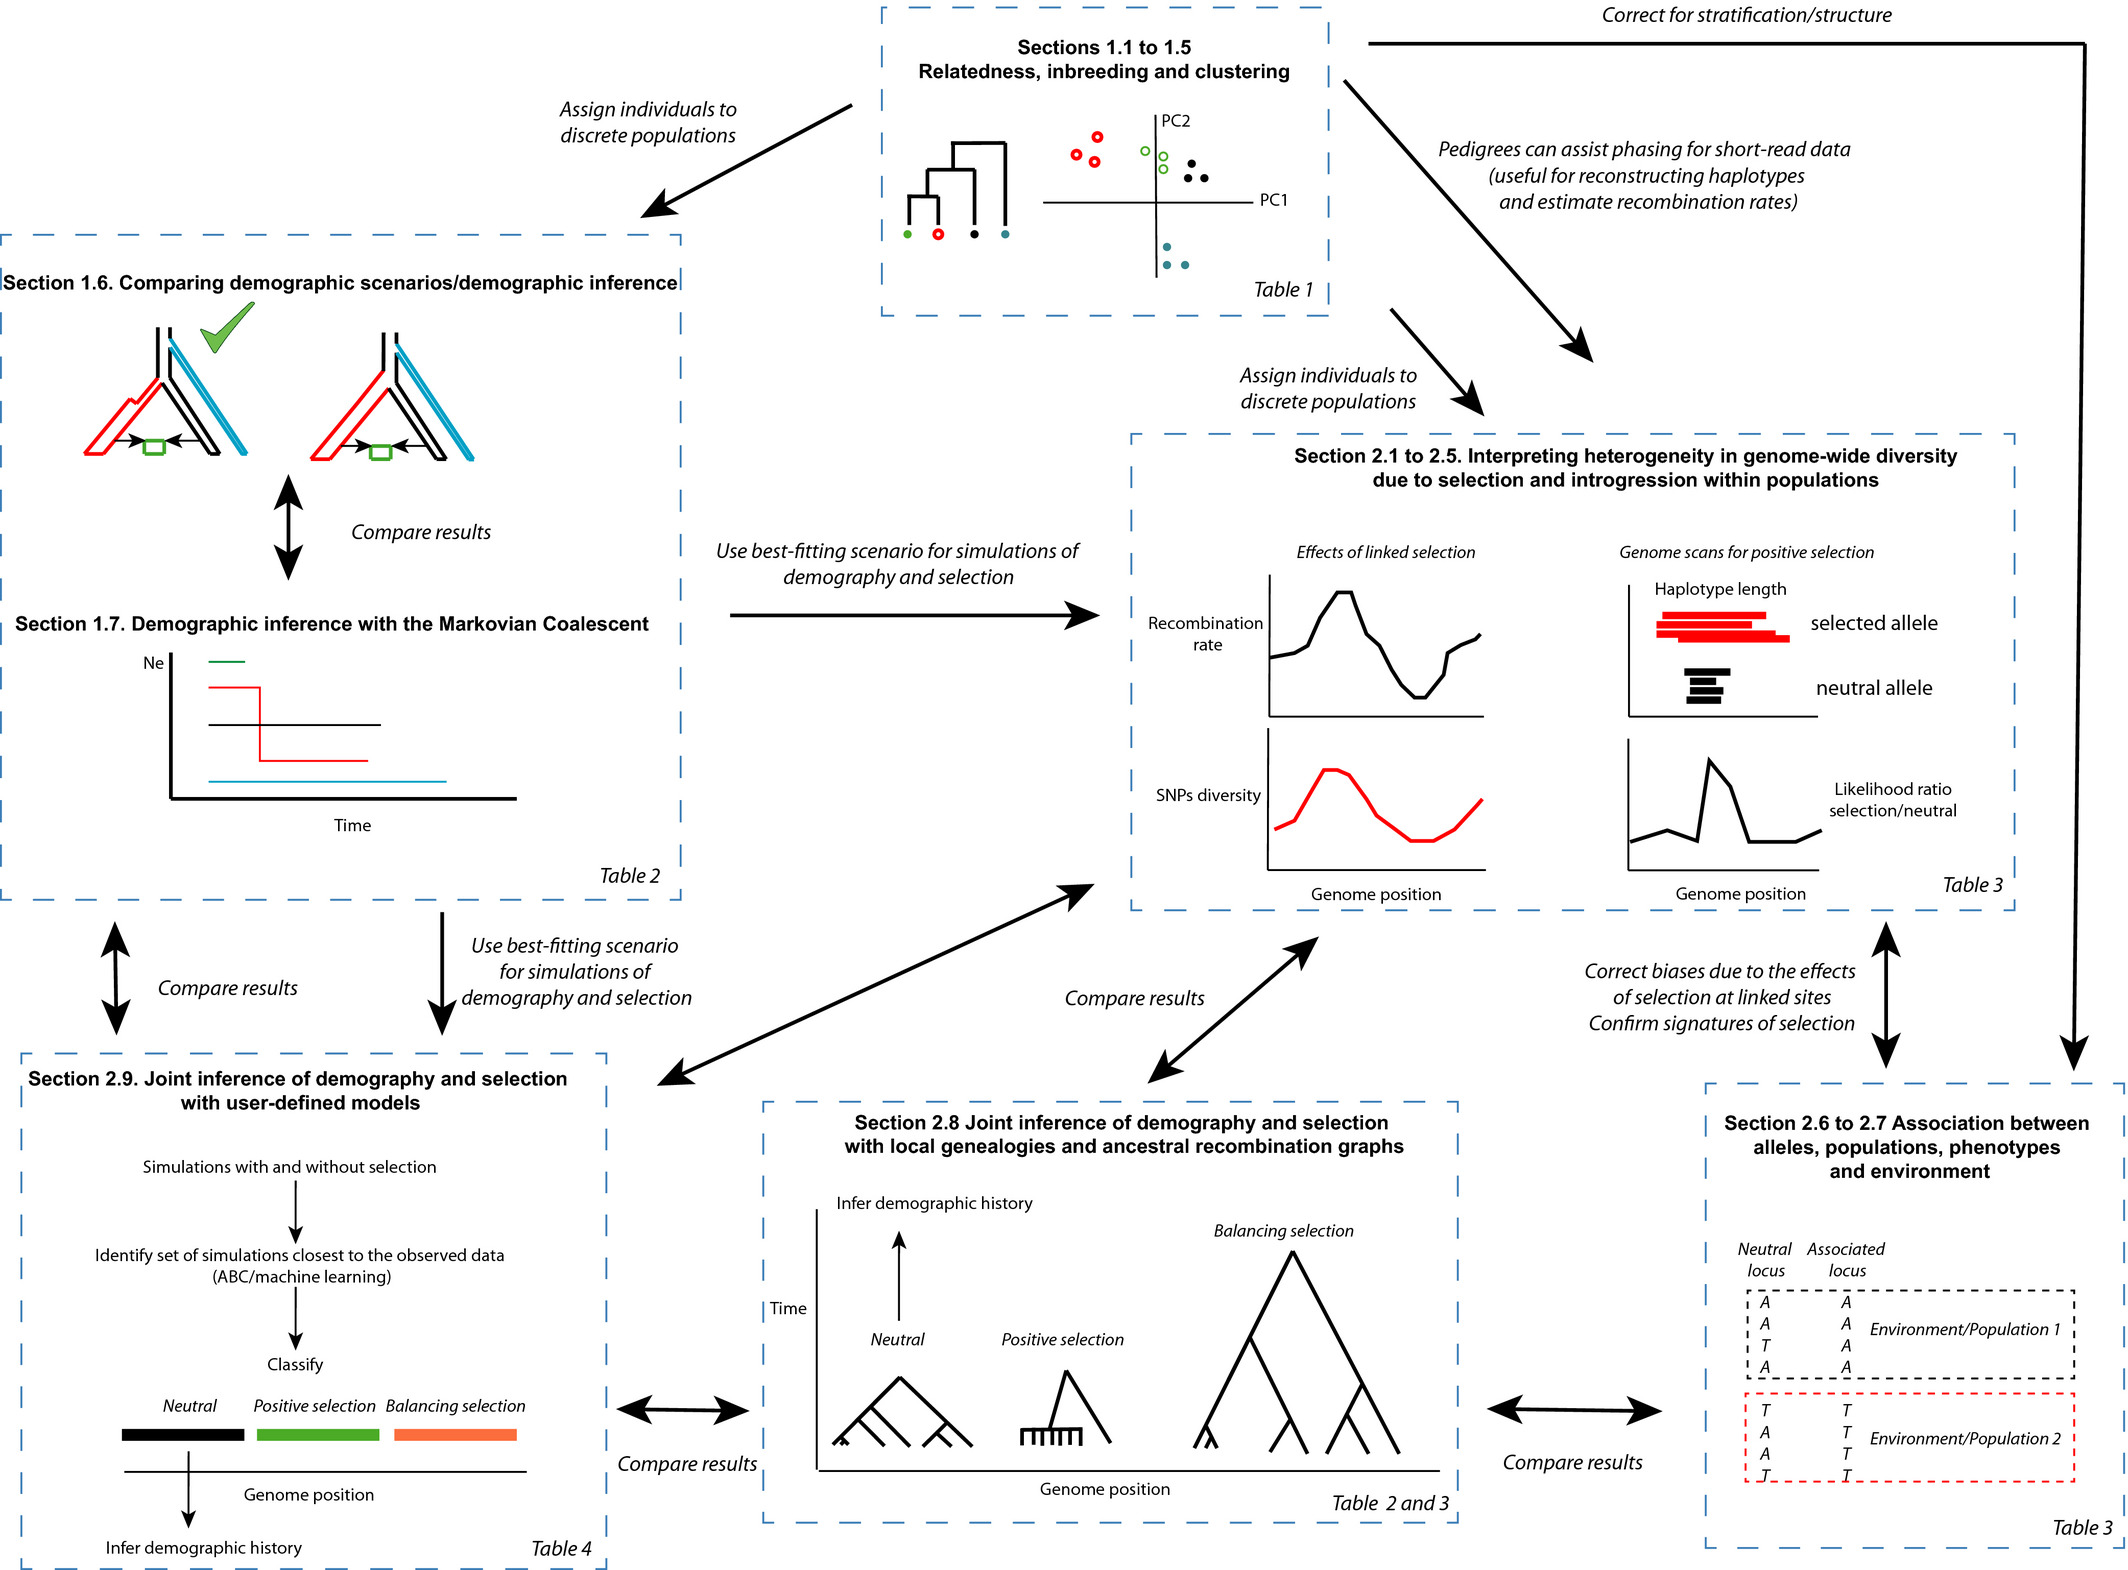 Correct for stratification/structure
Sections 1.1 to 1.5
Relatedness, inbreeding and clustering
PC2
PC1
Table 1
Assign individuals to
discrete populations
Pedigrees can assist phasing for short-read data
(useful for reconstructing haplotypes
and estimate recombination rates)
Assign individuals to
discrete populations
Section 1.6. Comparing demographic scenarios/demographic inference
Compare results
Section 1.7. Demographic inference with the Markovian Coalescent
Ne
Time
Table 2
Use best-fitting scenario for simulations of
demography and selection
Section 2.1 to 2.5. Interpreting heterogeneity in genome-wide diversity
due to selection and introgression within populations
Effects of linked selection
Recombination
rate
SNPs diversity
Genome position
Genome scans for positive selection
Haplotype length
selected allele
neutral allele
Likelihood ratio
selection/neutral
Genome position
Table 3
Compare results
Use best-fitting scenario
for simulations of
demography and selection
Compare results
Correct biases due to the effects
of selection at linked sites
Confirm signatures of selection
Section 2.9. Joint inference of demography and selection
with user-defined models
Simulations with and without selection
Identify set of simulations closest to the observed data
(ABC/machine learning)
Classify
Neutral
Positive selection
Balancing selection
Genome position
Infer demographic history
Table 4
Compare results
Section 2.8 Joint inference of demography and selection
with local genealogies and ancestral recombination graphs
Infer demographic history
Time
Neutral
Positive selection
Balancing selection
Genome position
Table 2 and 3
Compare results
Section 2.6 to 2.7 Association between
alleles, populations, phenotypes
and environment
Neutral
locus
Associated
locus
A A
A A Environment/Population 1
T A
A A
T T
A T Environment/Population 2
A T
T T
Table 3